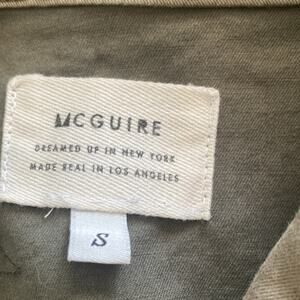 MCGUIRE
DREAMED UP IN NEW YORK
MADE REAL IN LOS ANGELES
S